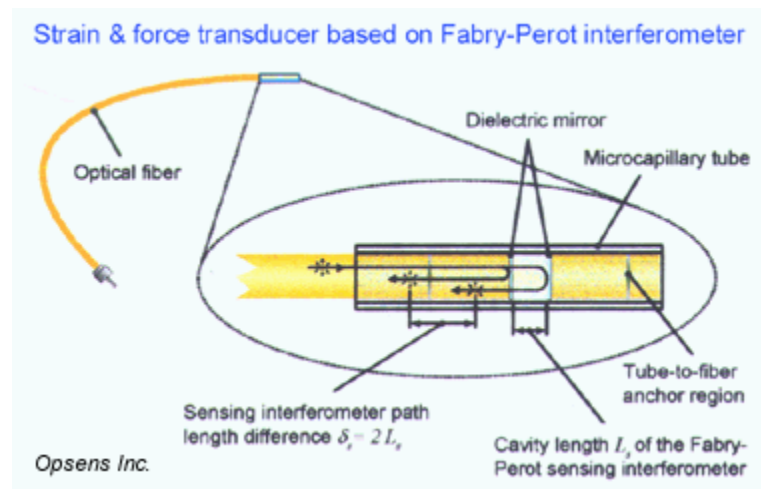 Strain & force transducer based on Fabry-Perot interferometer
Dielectric mirror
Microcapillary tube
Optical fiber
Tube-to-fiber
anchor region
Sensing interferometer path
length difference δs = 2 Ls
Cavity length Ls of the Fabry-
Perot sensing interferometer
Opsens Inc.